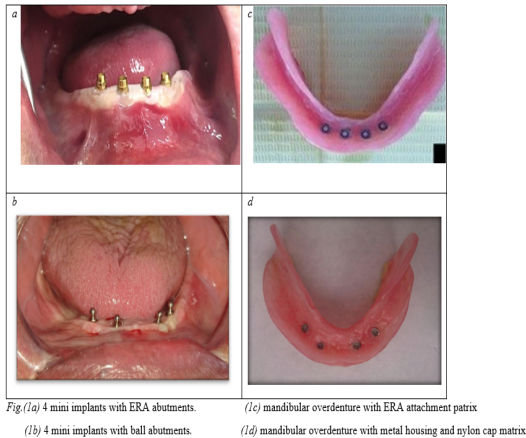 a
c
b
d
Fig.(1a) 4 mini implants with ERA abutments. (1c) mandibular overdenture with ERA attachment patrix
(1b) 4 mini implants with ball abutments. (1d) mandibular overdenture with metal housing and nylon cap matrix